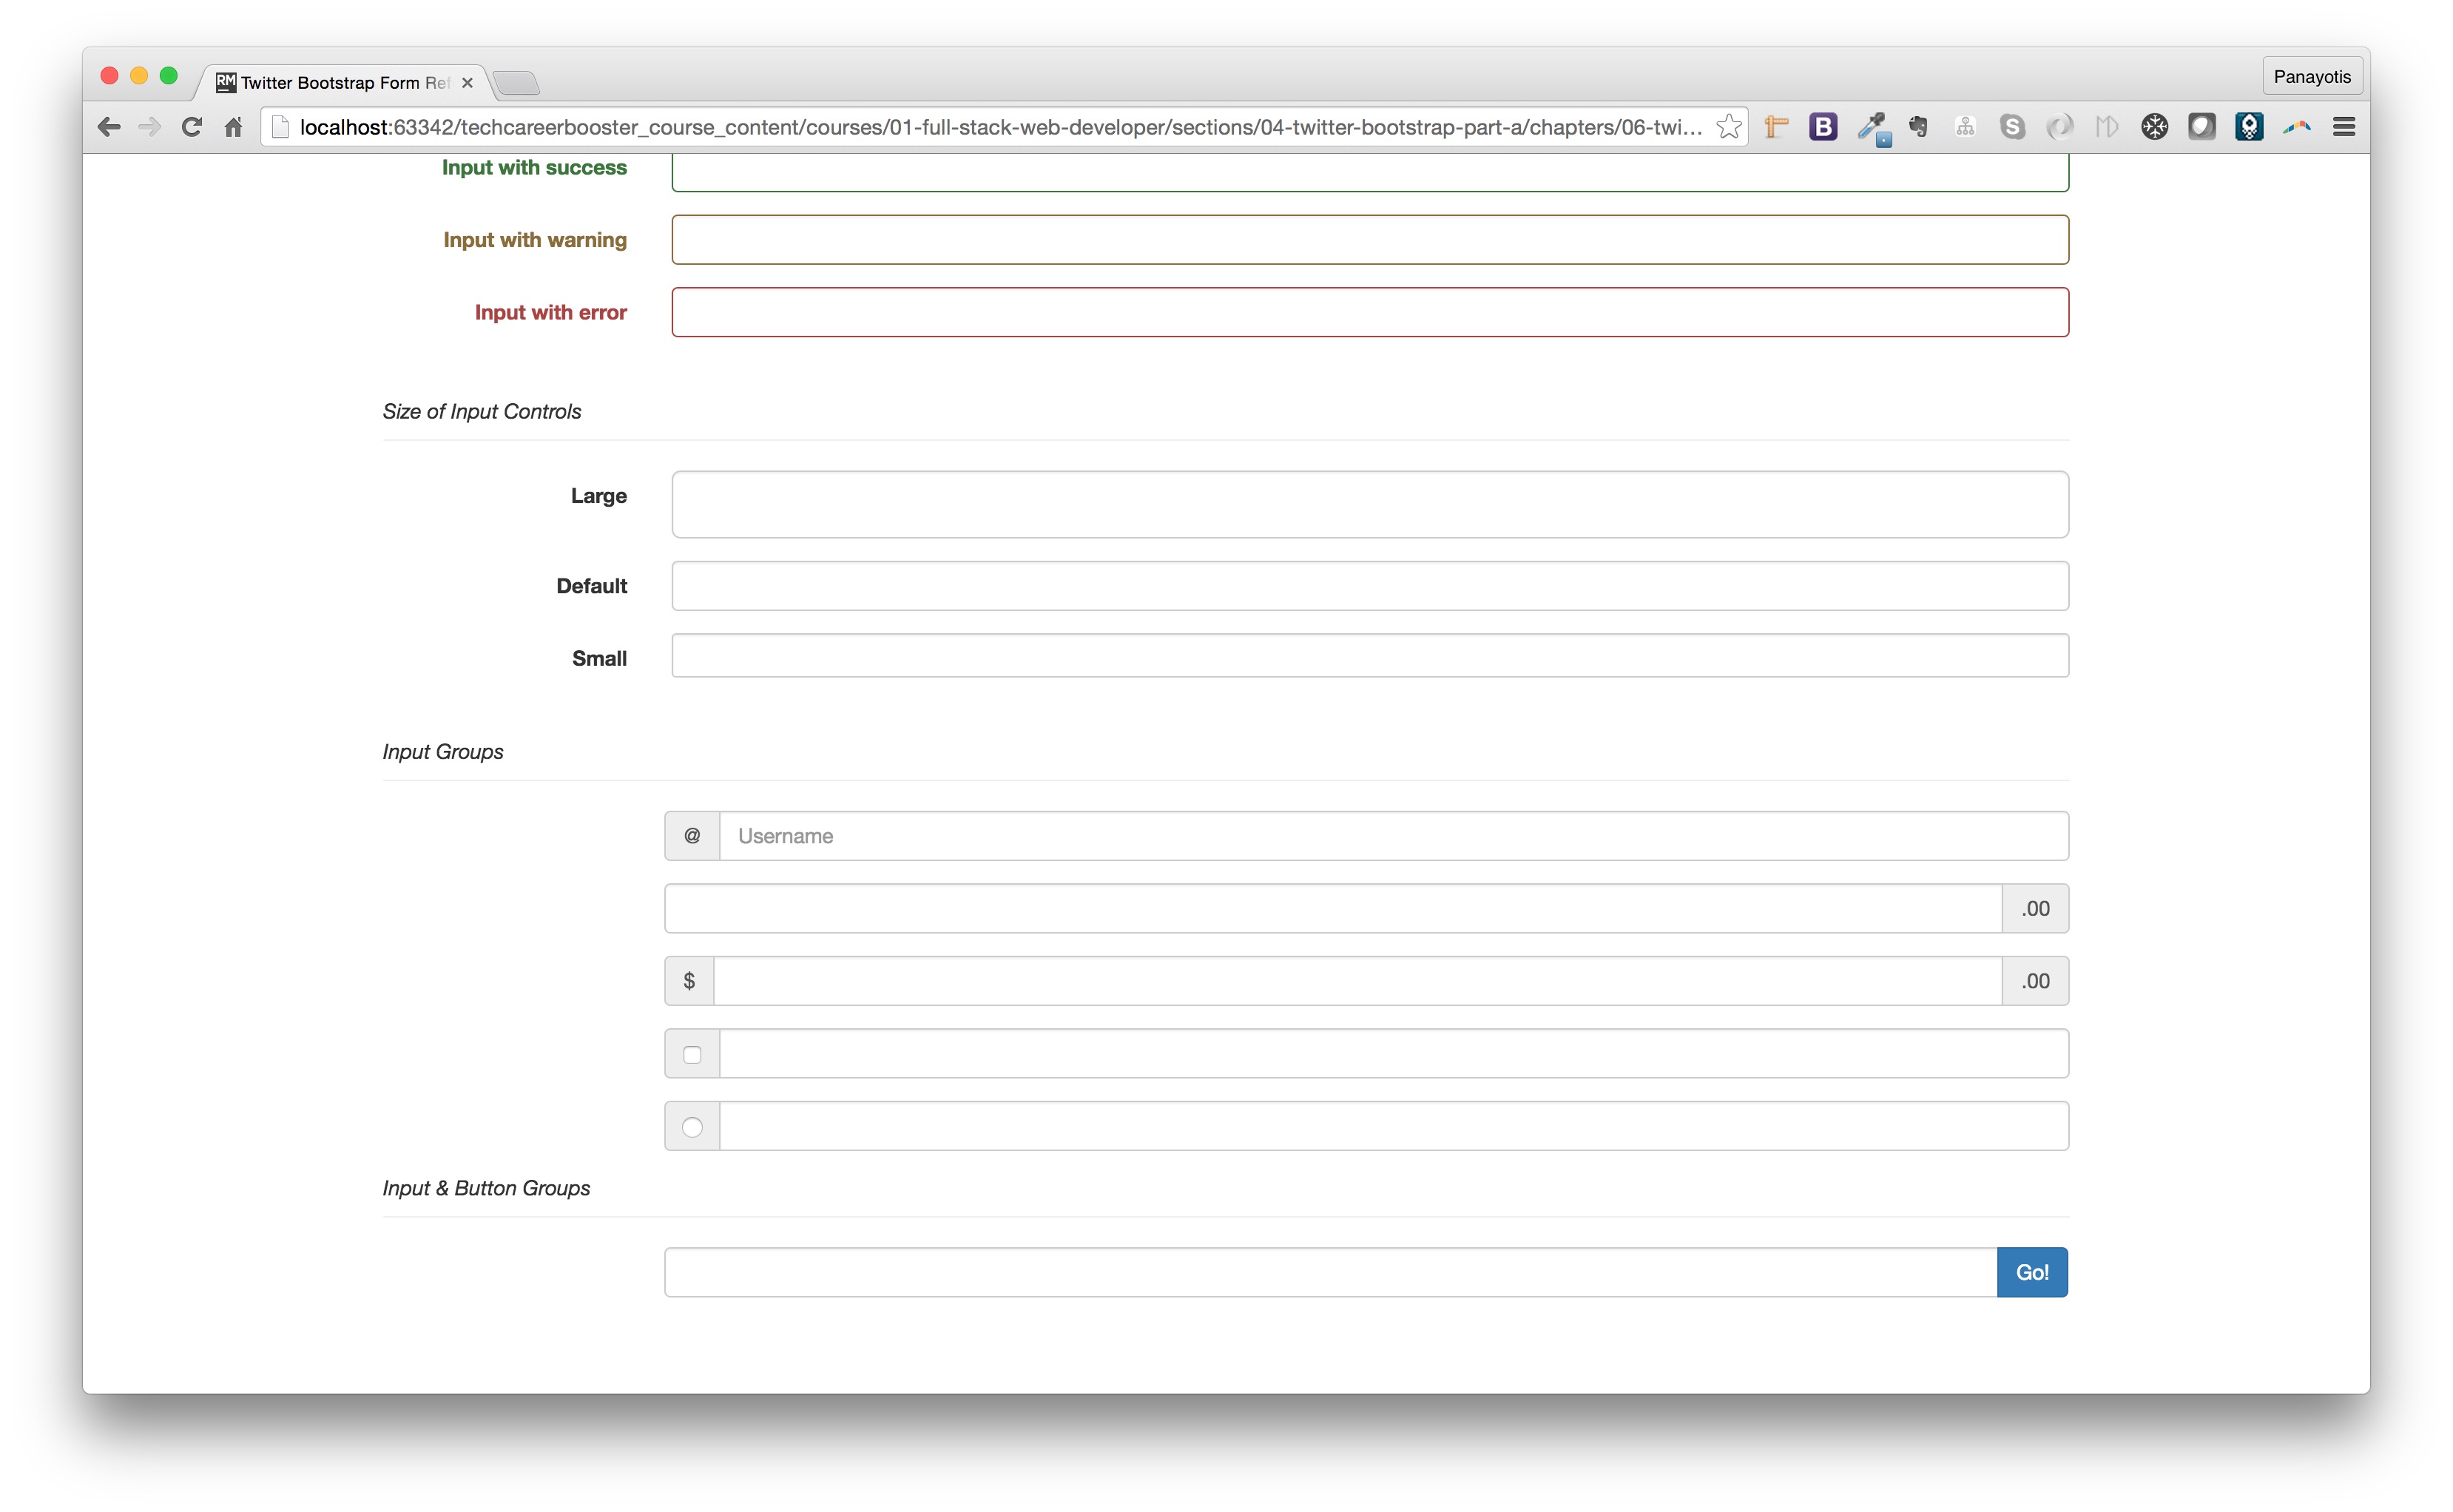 RM Twitter Bootstrap Form Ref
Panayotis
localhost:63342/techcareerbooster_course_content/courses/01-full-stack-web-developer/sections/04-twitter-bootstrap-part-a/chapters/06-twi...
Input with success
Input with warning
Input with error
Size of Input Controls
Large
Default
Small
Input Groups
@ Username
.00
$ .00
Input & Button Groups
Go!